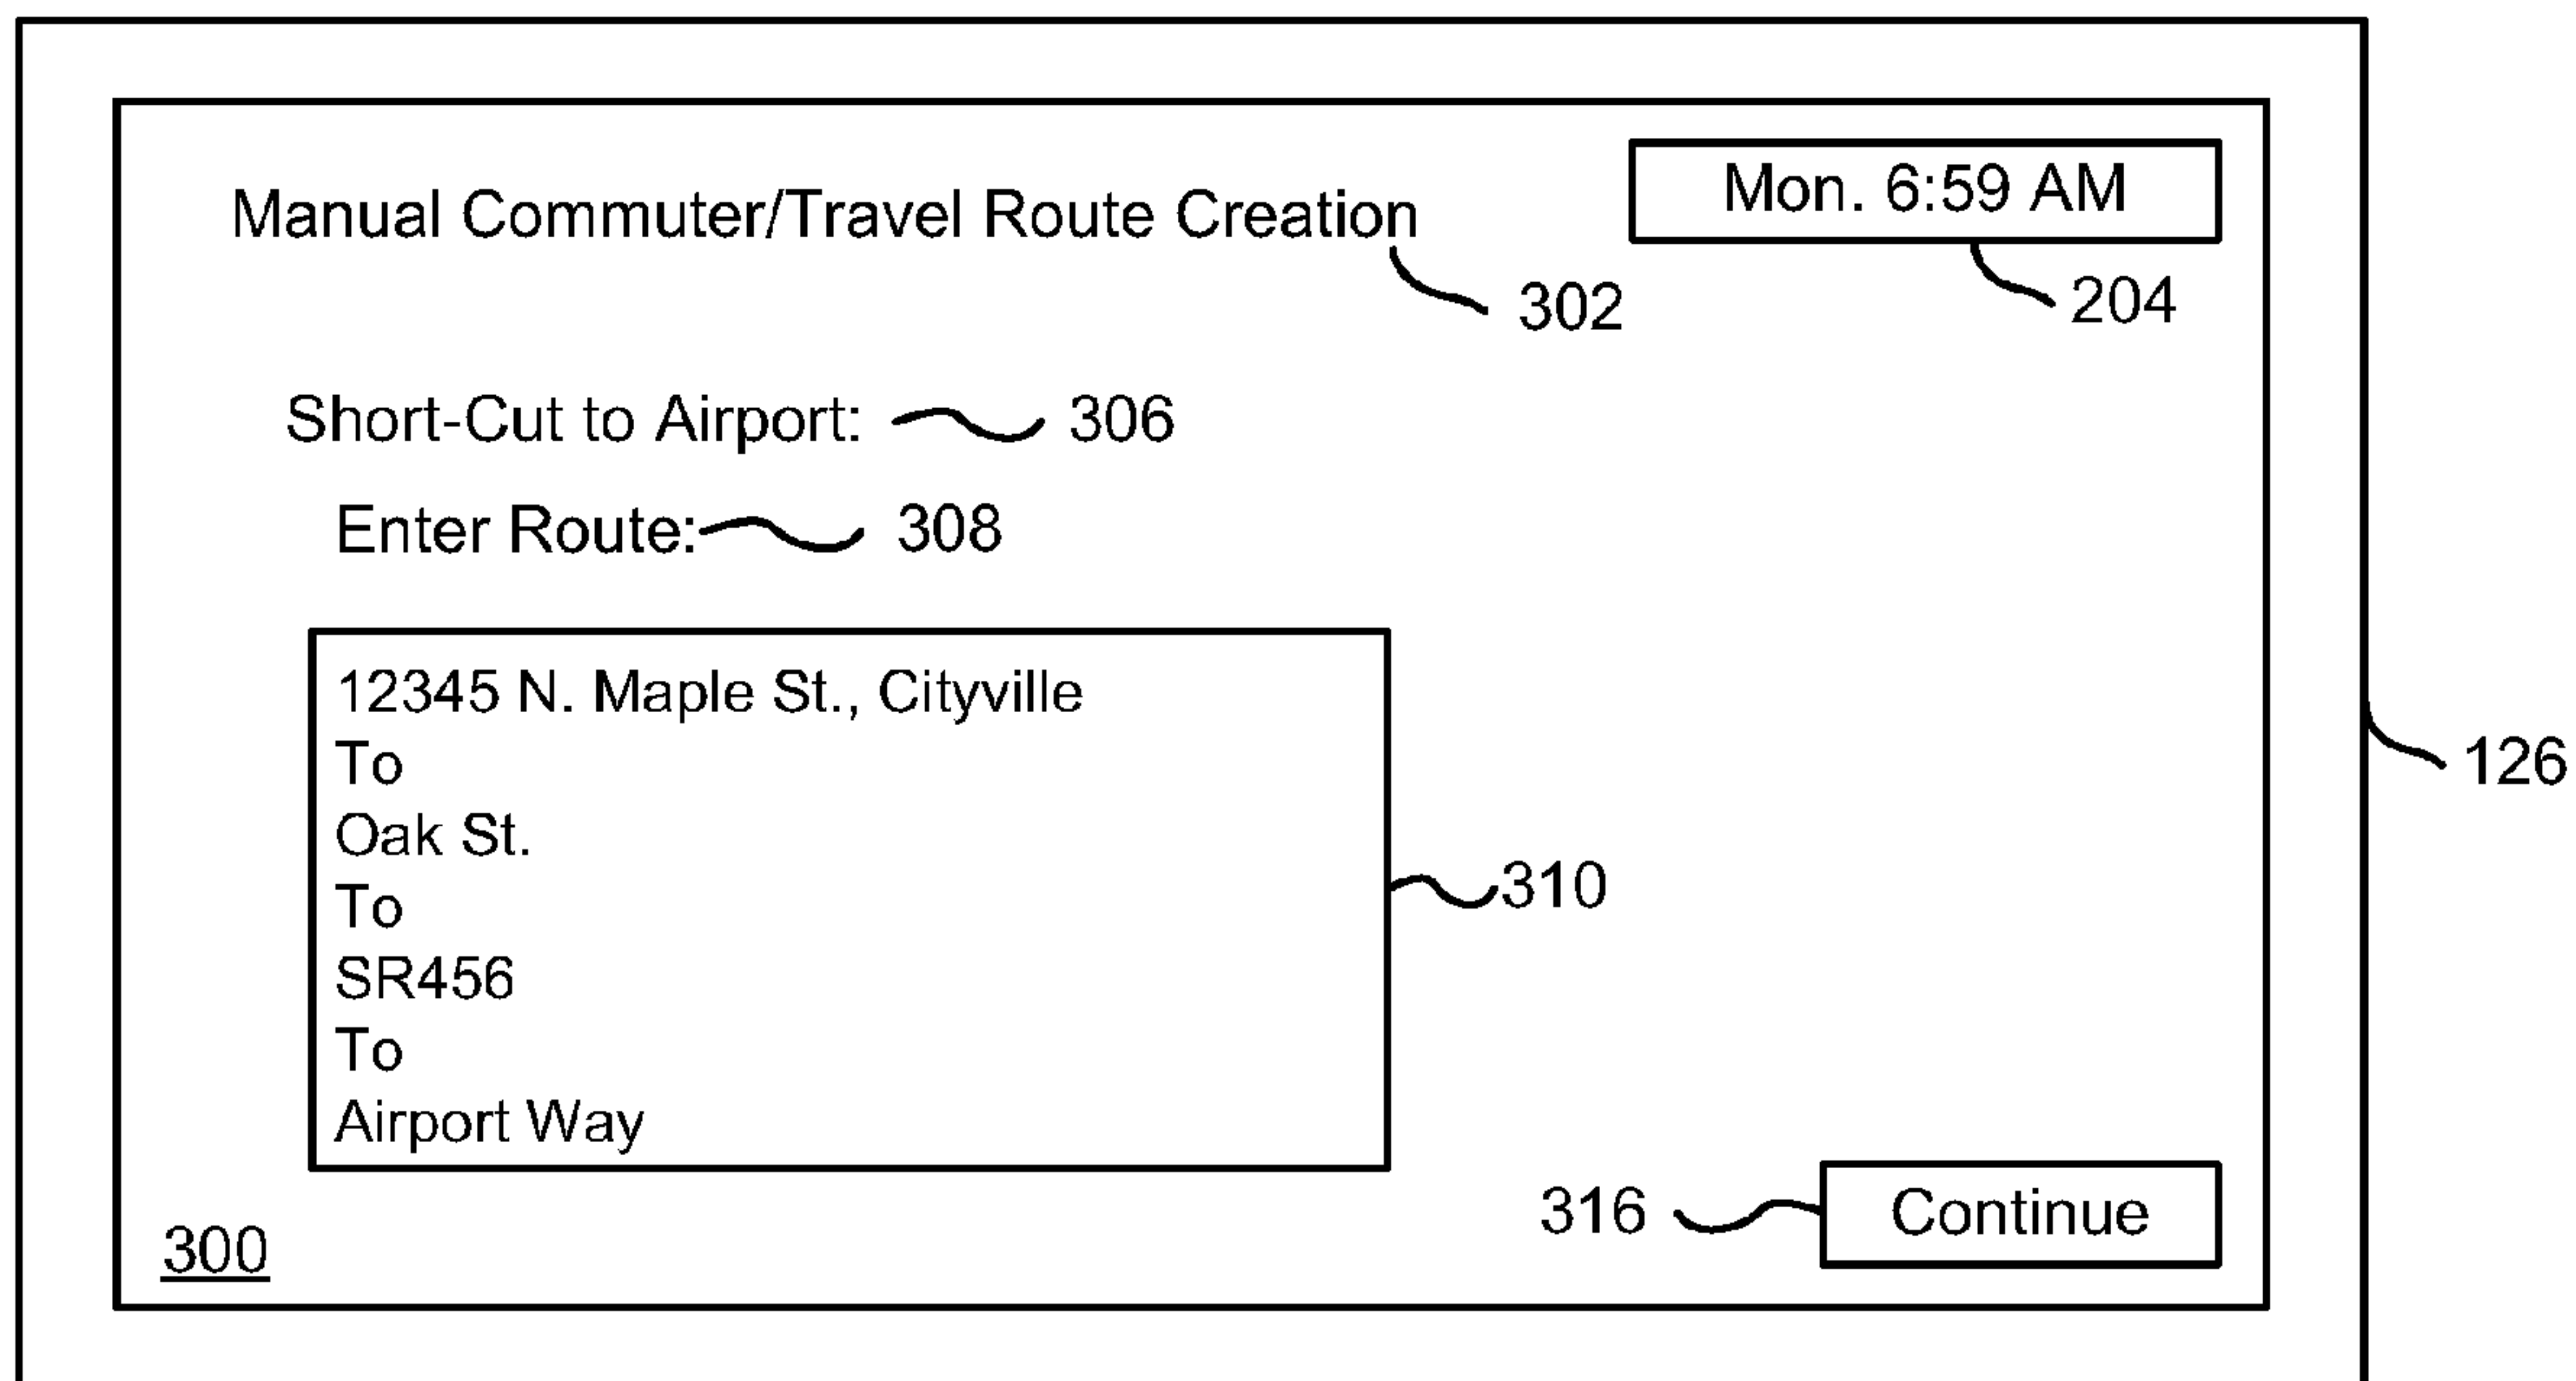 Mon. 6:59 AM
Manual Commuter/Travel Route Creation
302
204
Short-Cut to Airport:
306
Enter Route:
308
12345 N. Maple St., Cityville
To
Oak St.
To
SR456
To
Airport Way
126
310
316
Continue
300